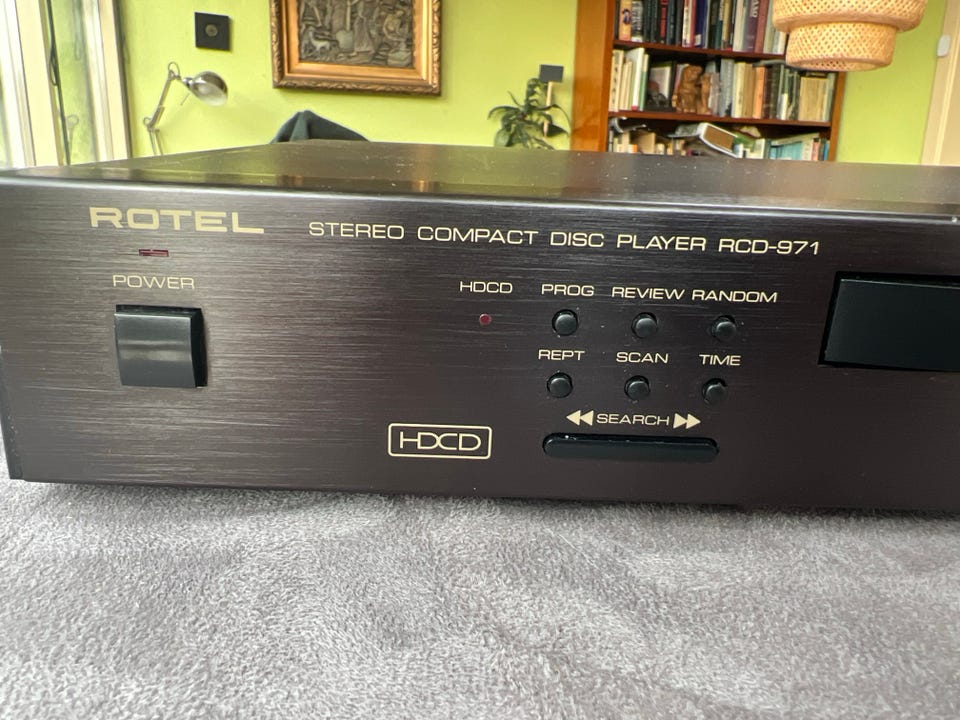 ROTEL
STEREO COMPACT DISC PLAYER RCD-971
POWER
HDCD PROG REVIEW RANDOM
REPT SCAN TIME
SEARCH
HDCD